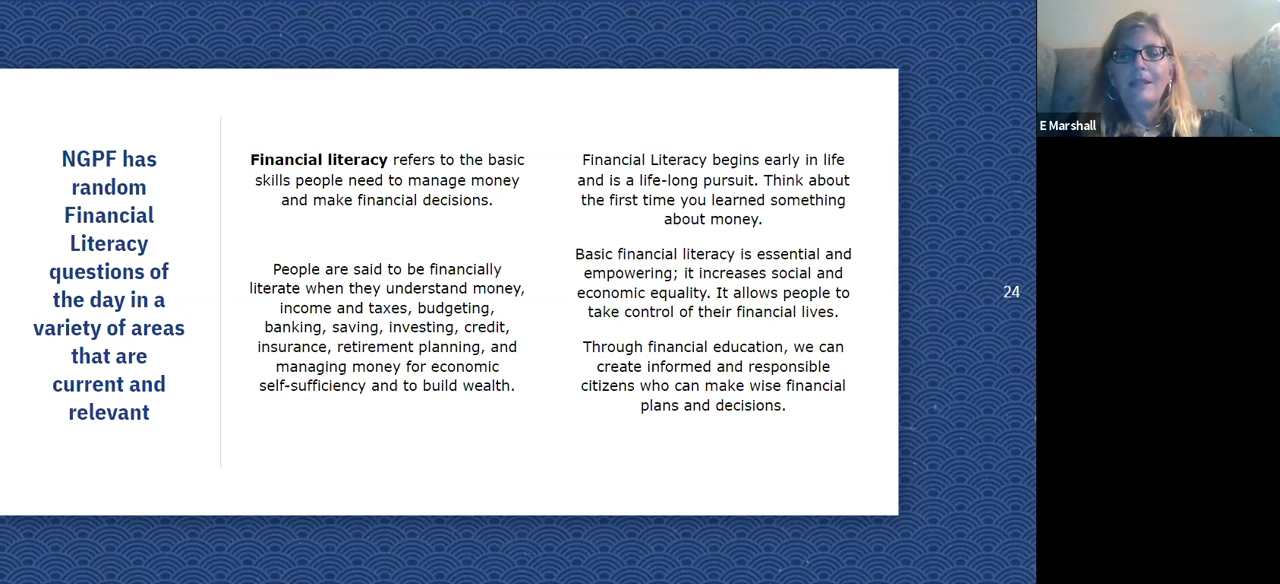 NGPF has
random
Financial
Literacy
questions of
the day in a
variety of areas
that are
current and
relevant
Financial literacy refers to the basic
skills people need to manage money
and make financial decisions.
People are said to be financially
literate when they understand money,
income and taxes, budgeting,
banking, saving, investing, credit,
insurance, retirement planning, and
managing money for economic
self-sufficiency and to build wealth.
Financial Literacy begins early in life
and is a life-long pursuit. Think about
the first time you learned something
about money.
Basic financial literacy is essential and
empowering; it increases social and
economic equality. It allows people to
take control of their financial lives.
Through financial education, we can
create informed and responsible
citizens who can make wise financial
plans and decisions.
24
E Marshall